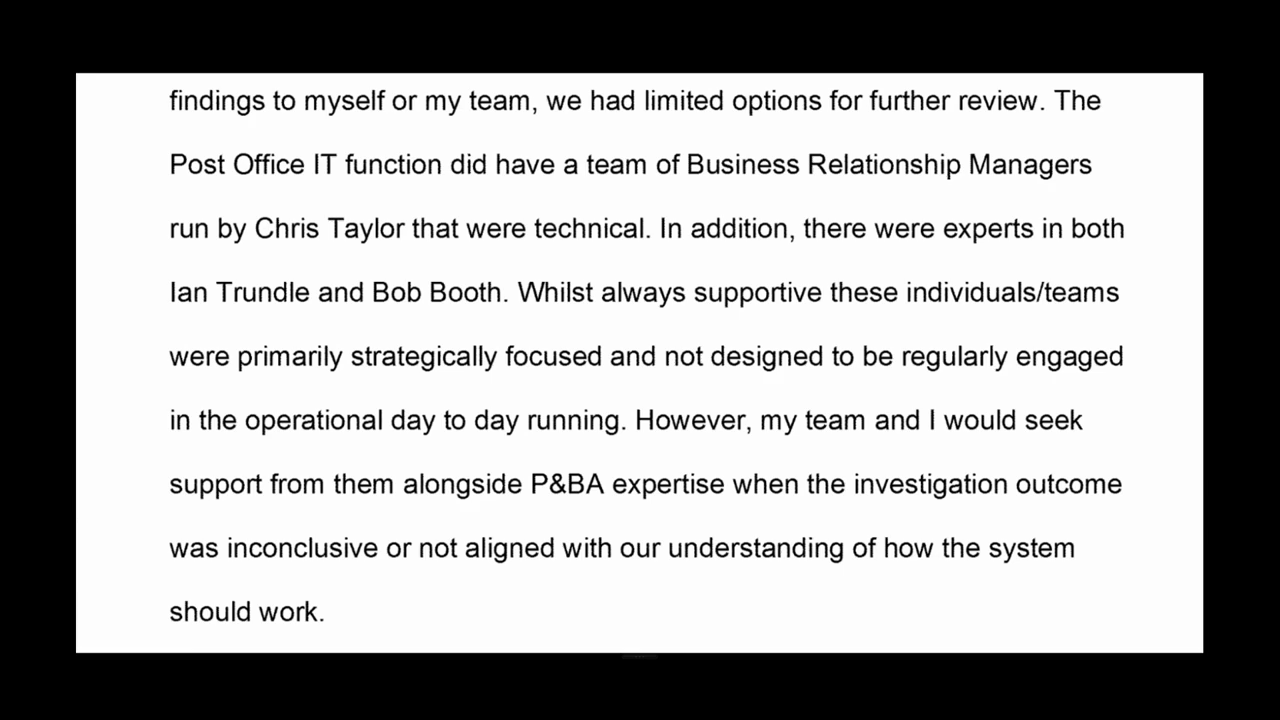 findings to myself or my team, we had limited options for further review. The
Post Office IT function did have a team of Business Relationship Managers
run by Chris Taylor that were technical. In addition, there were experts in both
Ian Trundle and Bob Booth. Whilst always supportive these individuals/teams
were primarily strategically focused and not designed to be regularly engaged
in the operational day to day running. However, my team and I would seek
support from them alongside P&BA expertise when the investigation outcome
was inconclusive or not aligned with our understanding of how the system
should work.